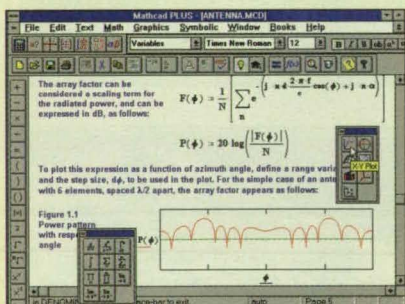 Mathcad PLUS - [ANTENNA.MCD]
File Edit Text Math Graphics Symbolic Window Books Help
Variables Times New Roman 12 B I U
The array factor can be
considered a scaling term for
the radiated power, and can be
expressed in dB, as follows:
F(ϕ) := 1/N
P(ϕ) := 20 log(|F(ϕ)|/N)
X-Y Plot
To plot this expression as a function of azimuth angle, define a range varia
and the step size, dϕ, to be used in the plot. For the simple case of an ante
with 6 elements, spaced λ/2 apart, the array factor appears as follows:
Figure 1.1
Power pattern
with respe
angle
P(ϕ)
ϕ
auto Page 5